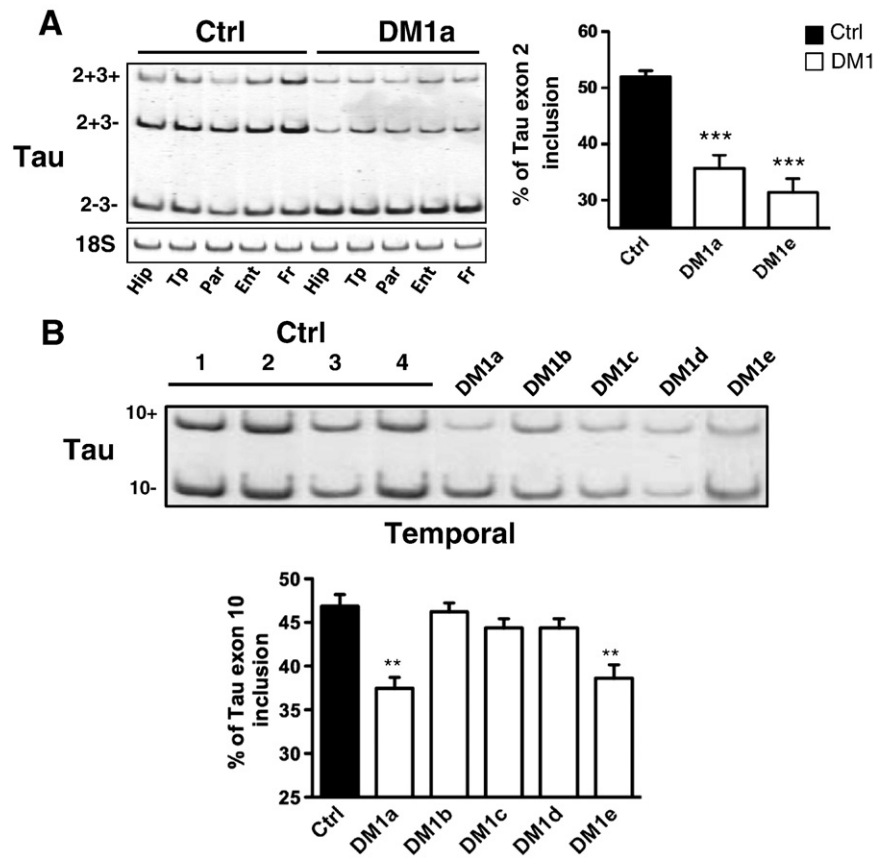 A
Ctrl DM1a
2+3+
2+3-
Tau
2-3-
18S
Hip Tp Par Ent Fr Hip Tp Par Ent Fr
% of Tau exon 2
inclusion
60
50
40
30
*** ***
Ctrl DM1a DM1e
Ctrl
DM1
B
Ctrl
1 2 3 4 DM1a DM1b DM1c DM1d DM1e
10+
Tau
10-
Temporal
% of Tau exon 10
inclusion
50
45
40
35
30
25
** **
Ctrl DM1a DM1b DM1c DM1d DM1e